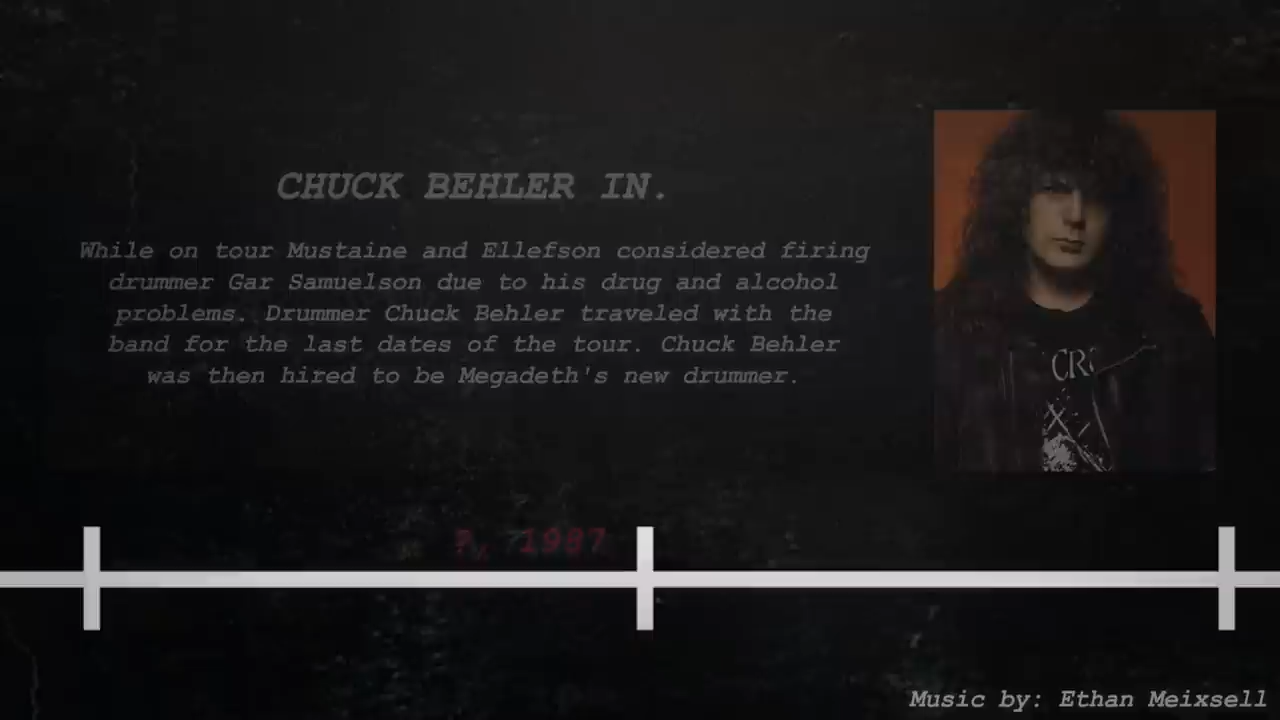 CHUCK BEHLER IN.
While on tour Mustaine and Ellefson considered firing
drummer Gar Samuelson due to his drug and alcohol
problems. Drummer Chuck Behler traveled with the
band for the last dates of the tour. Chuck Behler
was then hired to be Megadeth's new drummer.
CR
?, 1987
Music by: Ethan Meixsell